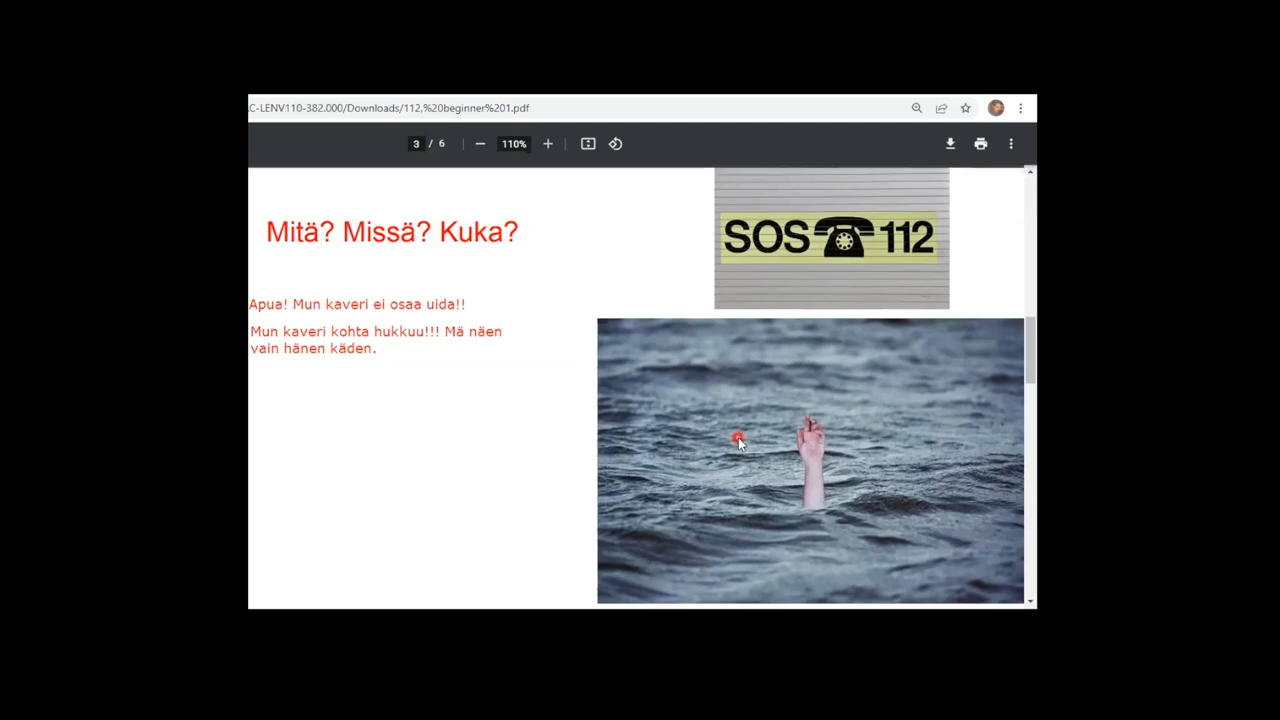 .C-LENV110-382.000/Downloads/112,%20beginner%201.pdf
3 / 6
110%
Mitä? Missä? Kuka?
SOS 112
Apua! Mun kaveri ei osaa uida!!
Mun kaveri kohta hukkuu!!! Mä näen
vain hänen käden.